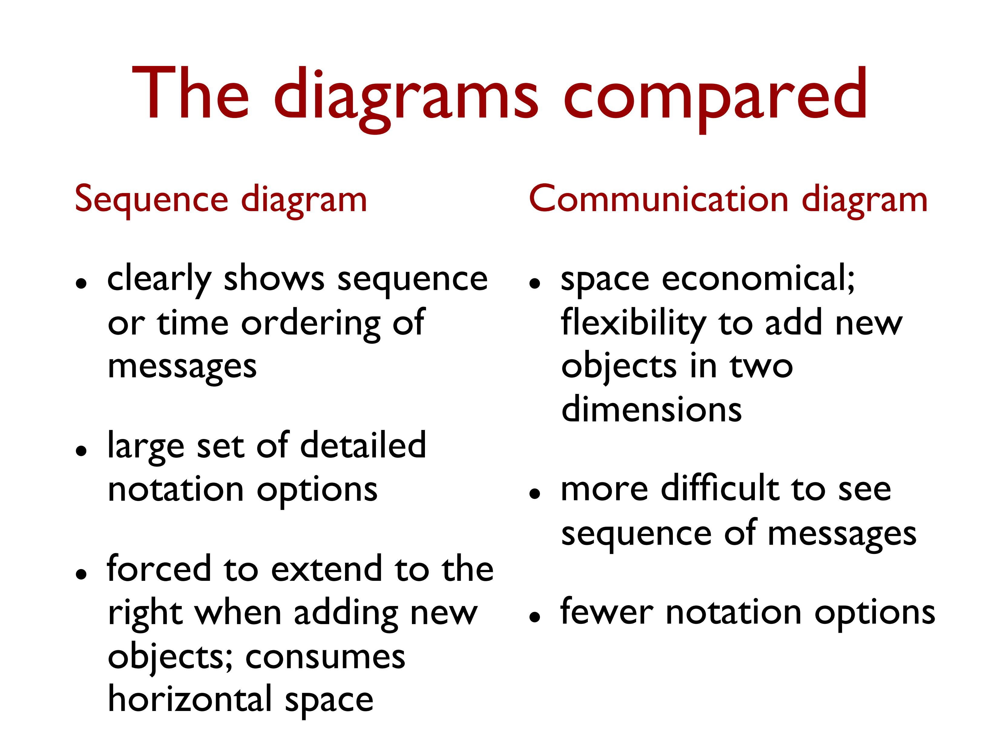 The diagrams compared
Sequence diagram
• clearly shows sequence
or time ordering of
messages
• large set of detailed
notation options
• forced to extend to the
right when adding new
objects; consumes
horizontal space
Communication diagram
• space economical;
flexibility to add new
objects in two
dimensions
• more difficult to see
sequence of messages
• fewer notation options